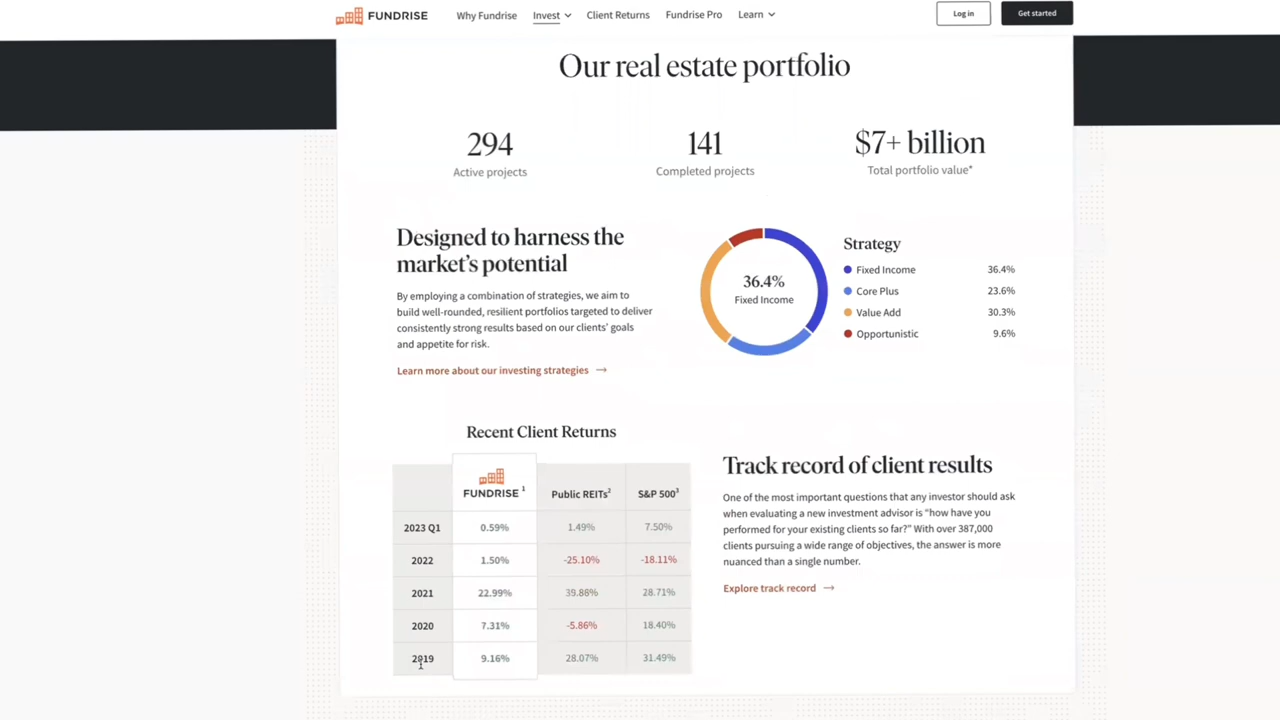 FUNDRISE Why Fundrise Invest Client Returns Fundrise Pro Learn Log in Get started
Our real estate portfolio
294 141 $7+ billion
Active projects Completed projects Total portfolio value*
Designed to harness the
market's potential
By employing a combination of strategies, we aim to
build well-rounded, resilient portfolios targeted to deliver
consistently strong results based on our clients' goals
and appetite for risk.
Learn more about our investing strategies →
36.4%
Fixed Income
Strategy
Fixed Income 36.4%
Core Plus 23.6%
Value Add 30.3%
Opportunistic 9.6%
Recent Client Returns
FUNDRISE 1 Public REITs2 S&P 5003
2023 Q1 0.59% 1.49% 7.50%
2022 1.50% -25.10% -18.11%
2021 22.99% 39.88% 28.71%
2020 7.31% -5.86% 18.40%
2019 9.16% 28.07% 31.49%
Track record of client results
One of the most important questions that any investor should ask
when evaluating a new investment advisor is "how have you
performed for your existing clients so far?" With over 387,000
clients pursuing a wide range of objectives, the answer is more
nuanced than a single number.
Explore track record →